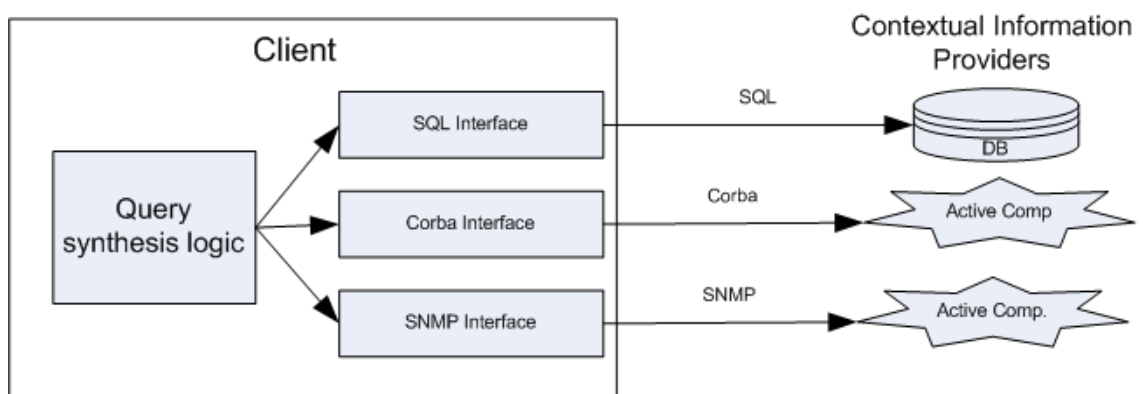 Client
Contextual Information
Providers
SQL Interface
SQL
DB
Query
synthesis logic
Corba Interface
Corba
Active Comp
SNMP Interface
SNMP
Active Comp.